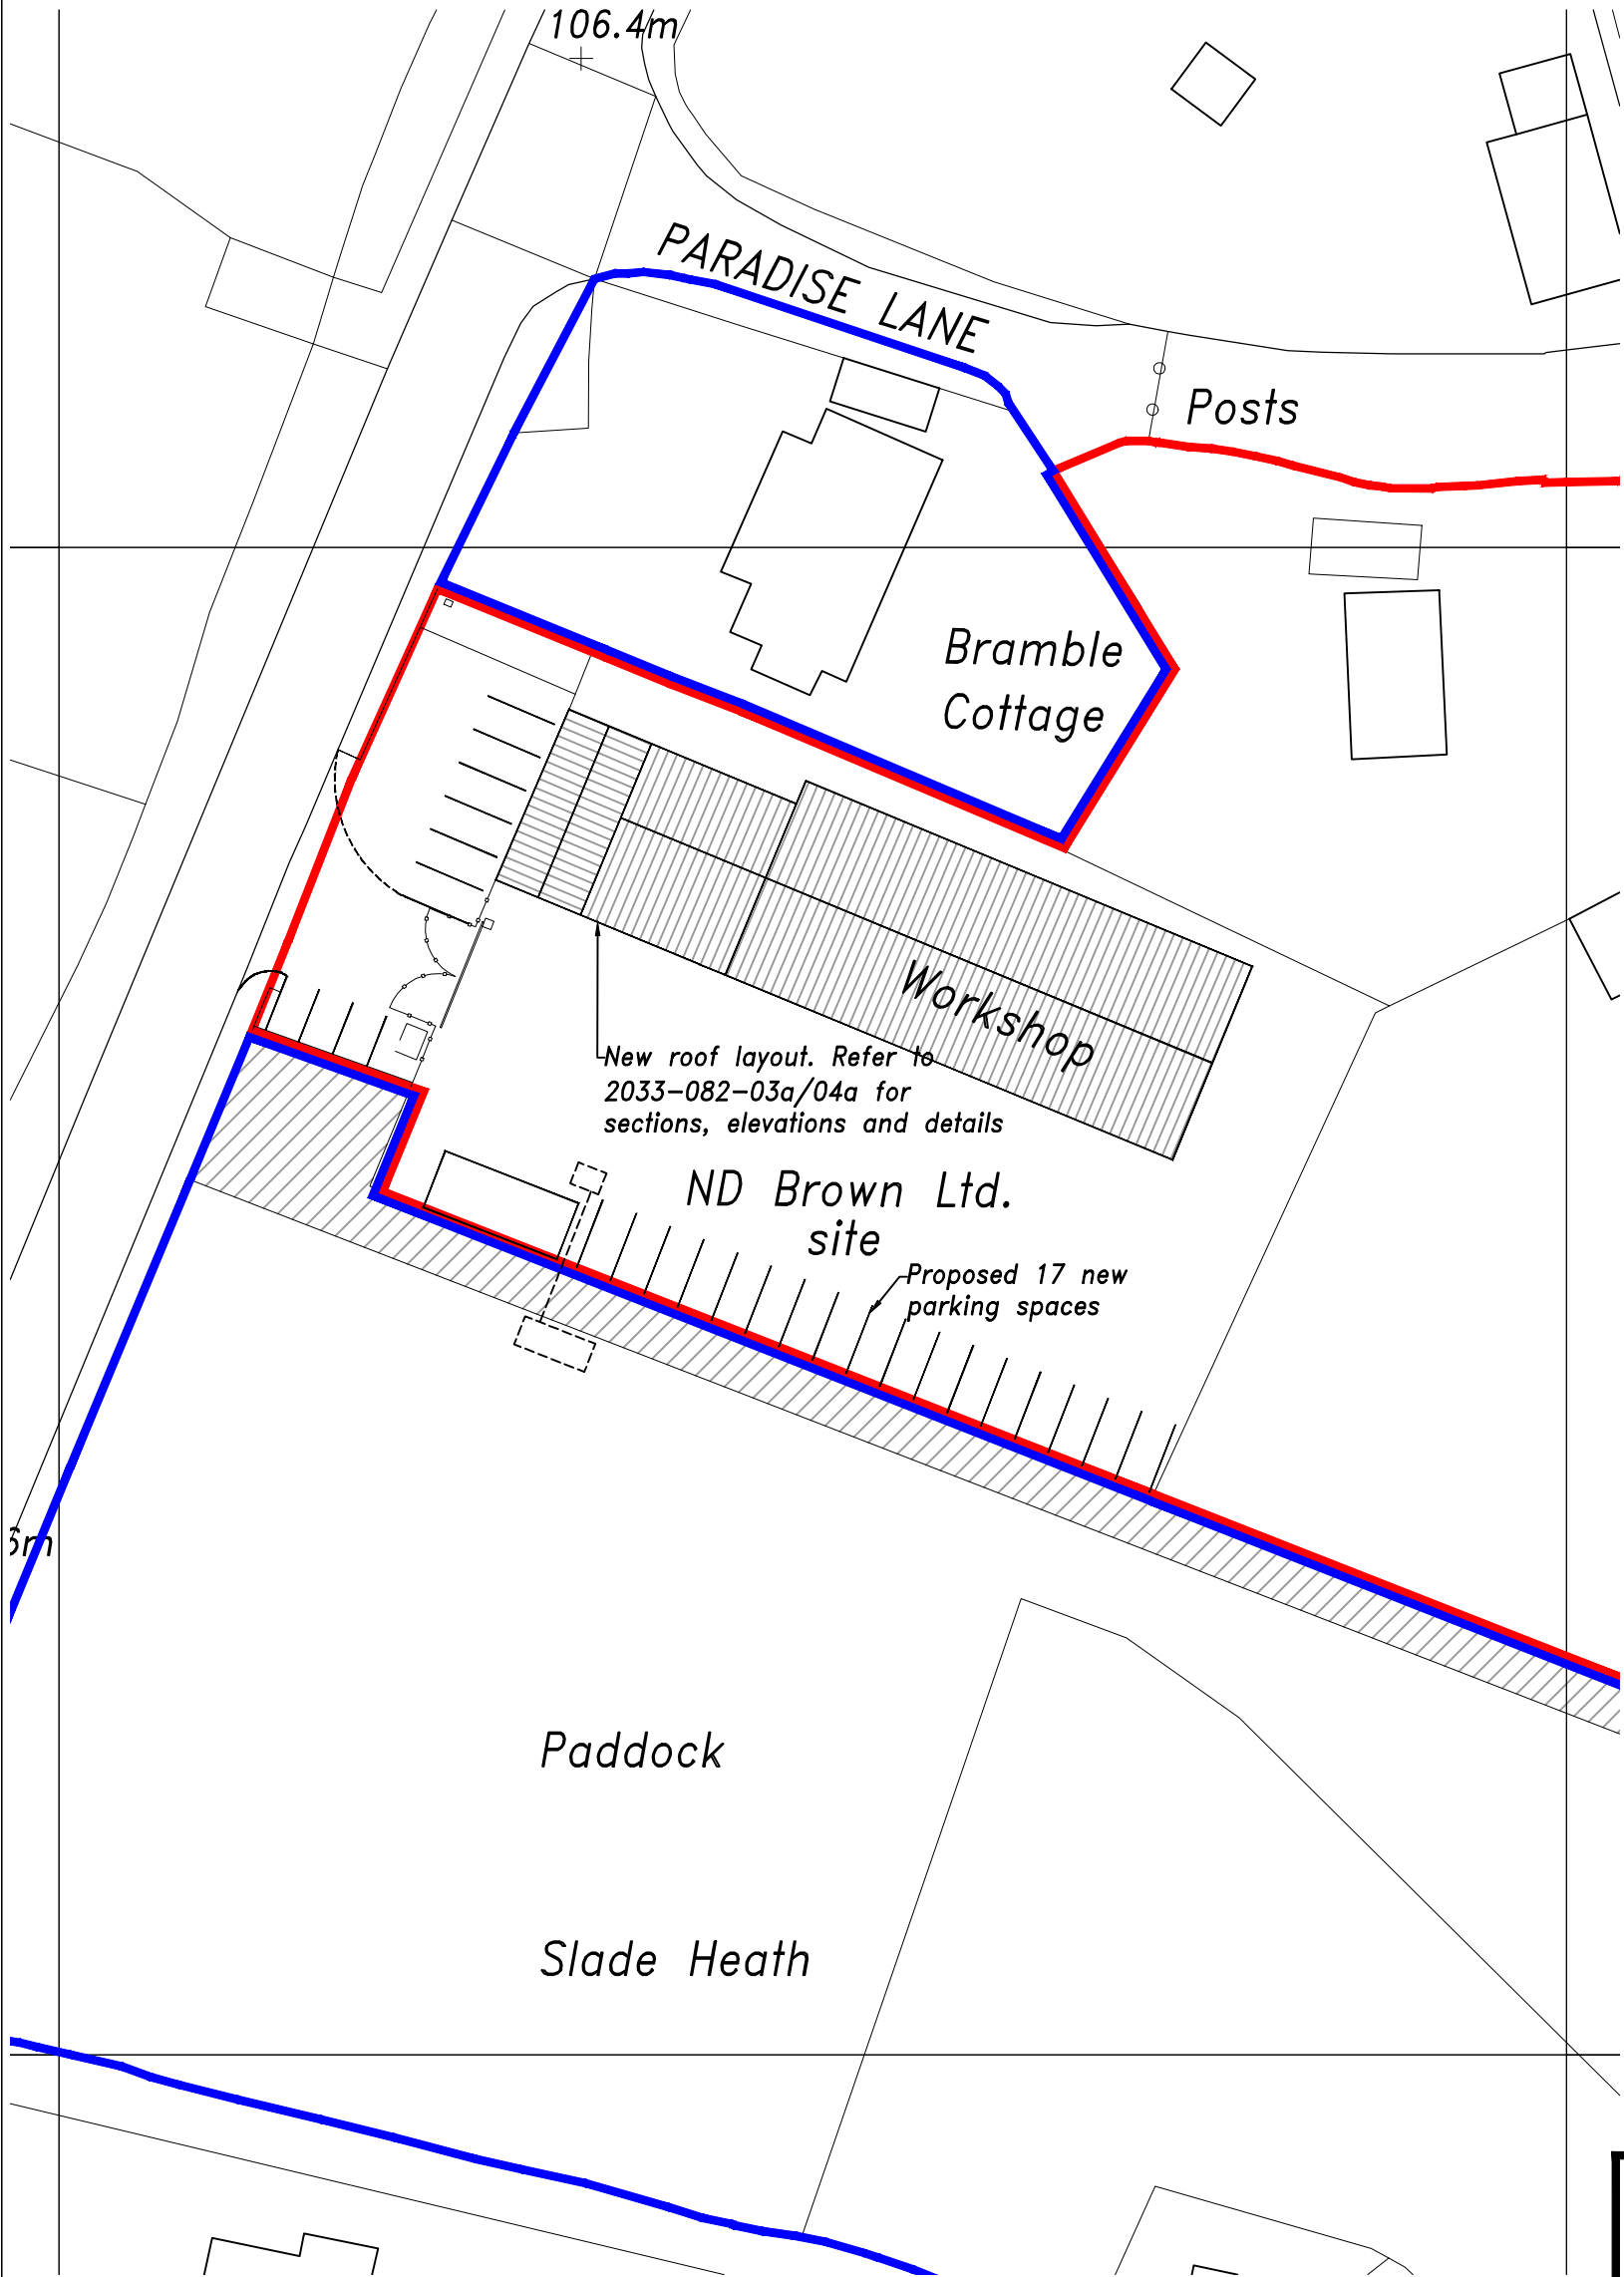 106.4m
PARADISE LANE
Posts
Bramble
Cottage
Workshop
New roof layout. Refer to
2033-082-03a/04a for
sections, elevations and details
ND Brown Ltd.
site
Proposed 17 new
parking spaces
Paddock
Slade Heath